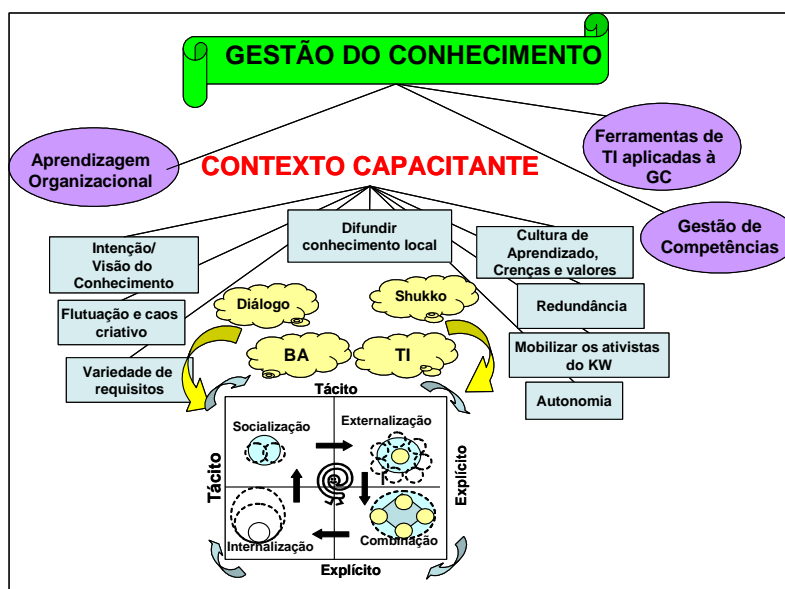 GESTÃO DO CONHECIMENTO
Ferramentas de
TI aplicadas à
GC
Aprendizagem
Organizacional
CONTEXTO CAPACITANTE
Gestão de
Competências
Difundir
conhecimento local
Intenção/
Visão do
Conhecimento
Cultura de
Aprendizado,
Crenças e valores
Diálogo
Shukko
Redundância
Flutuação e caos
criativo
BA
TI
Mobilizar os ativistas
do KW
Variedade de
requisitos
Autonomia
Tácito
Socialização
Externalização
Tácito
Explícito
Internalização
Combinação
Explícito